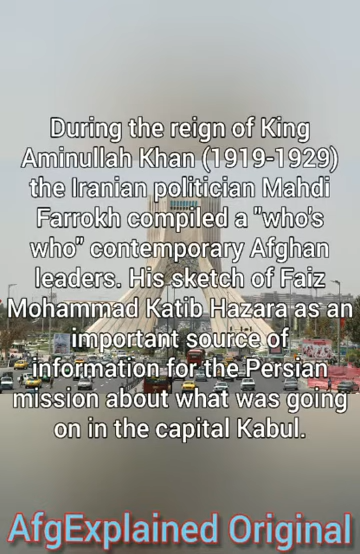 During the reign of King
Aminullah Khan (1919-1929)
the Iranian politician Mahdi
Farrokh compiled a "who's
who" contemporary Afghan
leaders. His sketch of Faiz
Mohammad Katib Hazara as an
important source of
information for the Persian
mission about what was going
on in the capital Kabul.
AfgExplained Original